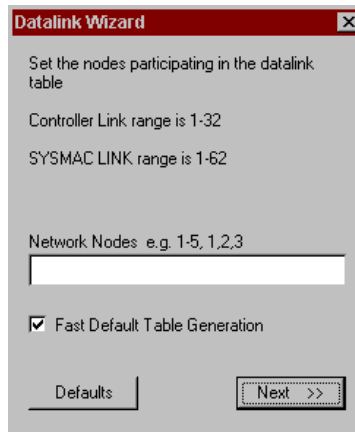 Datalink Wizard
Set the nodes participating in the datalink
table
Controller Link range is 1-32
SYSMAC LINK range is 1-62
Network Nodes e.g. 1-5, 1,2,3
Fast Default Table Generation
Defaults
Next >>